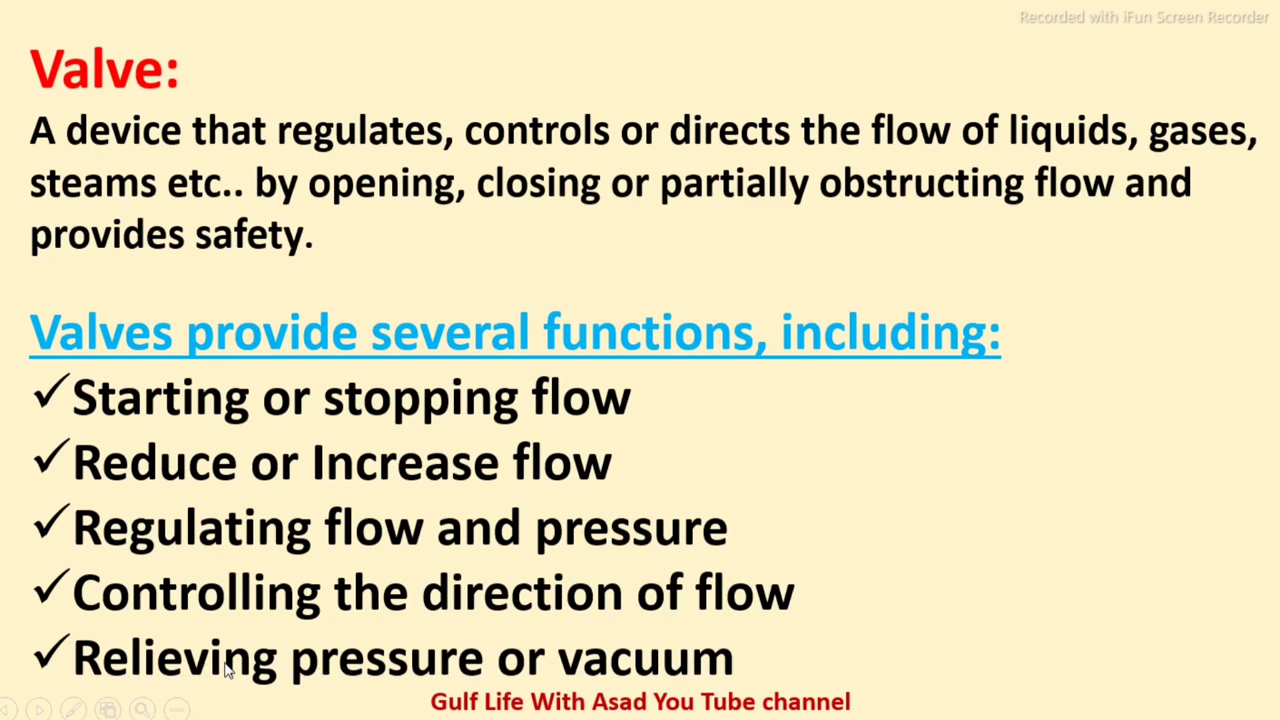 Recorded with iFun Screen Recorder
Valve:
A device that regulates, controls or directs the flow of liquids, gases,
steams etc.. by opening, closing or partially obstructing flow and
provides safety.
Valves provide several functions, including:
✓Starting or stopping flow
✓Reduce or Increase flow
✓Regulating flow and pressure
✓Controlling the direction of flow
✓Relieving pressure or vacuum
Gulf Life With Asad You Tube channel